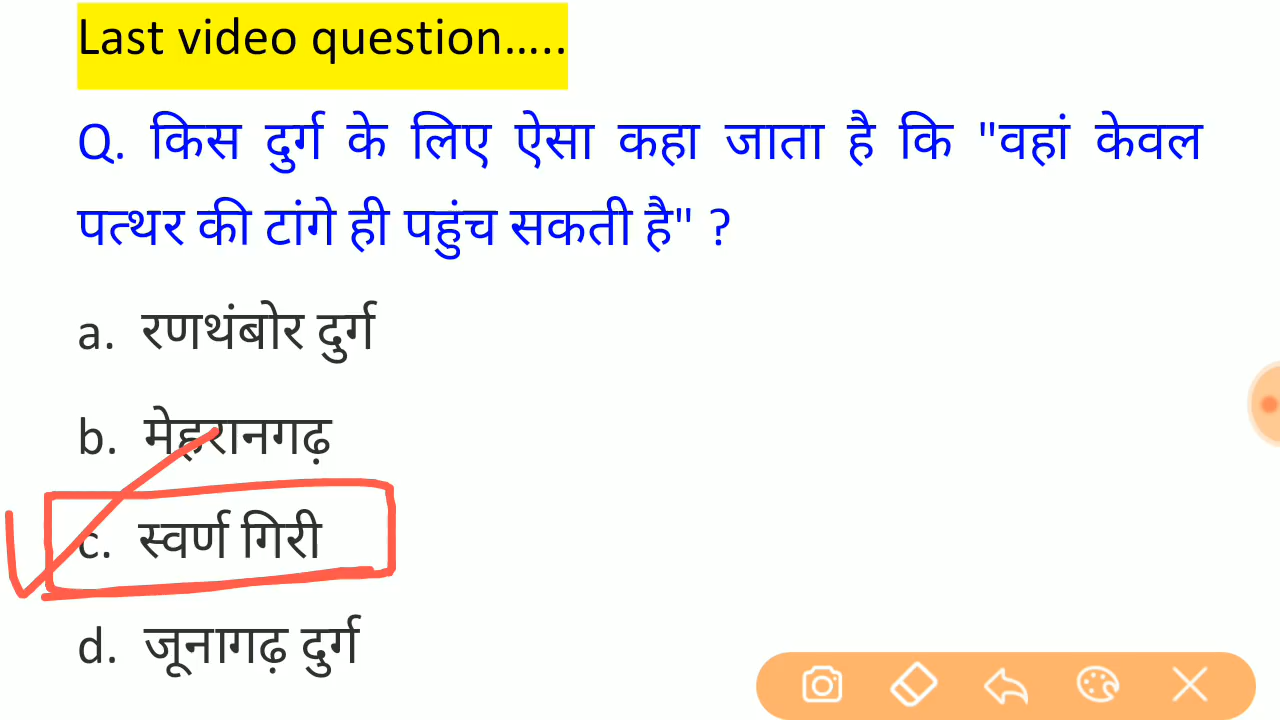 Last video question.....
Q. किस दुर्ग के लिए ऐसा कहा जाता है कि "वहां केवल
पत्थर की टांगे ही पहुंच सकती है" ?
a. रणथंबोर दुर्ग
b. मेहरानगढ़
c. स्वर्ण गिरी
d. जूनागढ़ दुर्ग